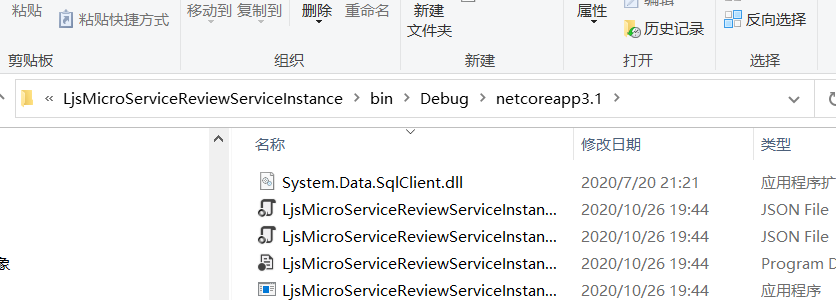 粘贴 粘贴快捷方式 移动到 复制到 删除 重命名 新建 文件夹 属性 编辑 历史记录 反向选择
剪贴板 组织 新建 打开 选择
« LjsMicroServiceReviewServiceInstance > bin > Debug > netcoreapp3.1 >
名称 修改日期 类型
System.Data.SqlClient.dll 2020/7/20 21:21 应用程序扩
LjsMicroServiceReviewServiceInstan... 2020/10/26 19:44 JSON File
LjsMicroServiceReviewServiceInstan... 2020/10/26 19:44 JSON File
LjsMicroServiceReviewServiceInstan... 2020/10/26 19:44 Program D
象
LjsMicroServiceReviewServiceInstan... 2020/10/26 19:44 应用程序